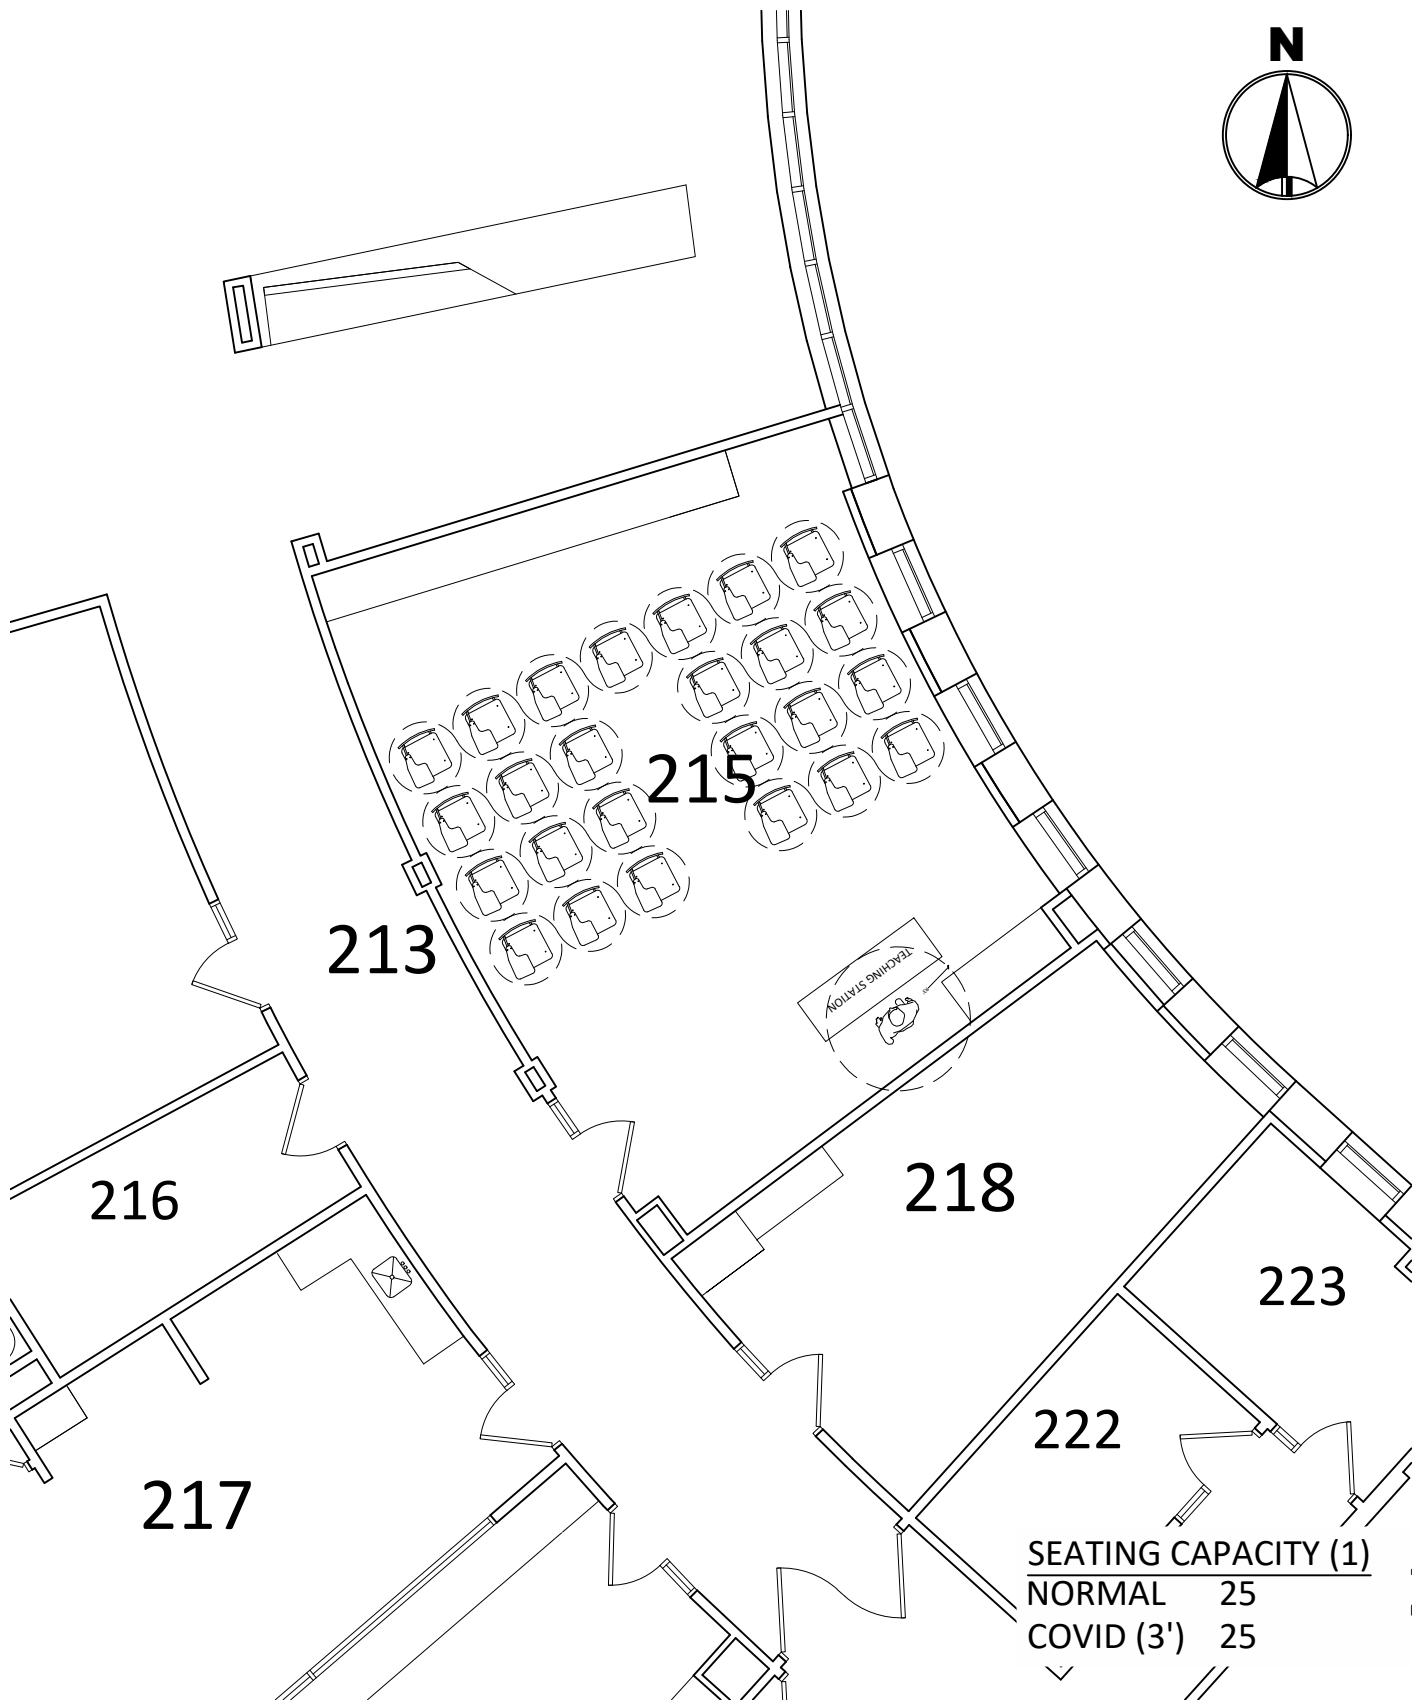 N
215
213
TEACHING STATION
216
218
223
222
217
SEATING CAPACITY (1)
NORMAL 25
COVID (3') 25